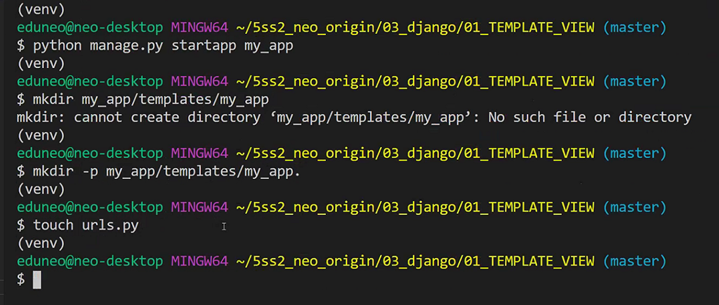 (venv)
eduneo@neo-desktop MINGW64 ~/5ss2_neo_origin/03_django/01_TEMPLATE_VIEW (master)
$ python manage.py startapp my_app
(venv)
eduneo@neo-desktop MINGW64 ~/5ss2_neo_origin/03_django/01_TEMPLATE_VIEW (master)
$ mkdir my_app/templates/my_app
mkdir: cannot create directory ‘my_app/templates/my_app’: No such file or directory
(venv)
eduneo@neo-desktop MINGW64 ~/5ss2_neo_origin/03_django/01_TEMPLATE_VIEW (master)
$ mkdir -p my_app/templates/my_app.
(venv)
eduneo@neo-desktop MINGW64 ~/5ss2_neo_origin/03_django/01_TEMPLATE_VIEW (master)
$ touch urls.py
(venv)
eduneo@neo-desktop MINGW64 ~/5ss2_neo_origin/03_django/01_TEMPLATE_VIEW (master)
$